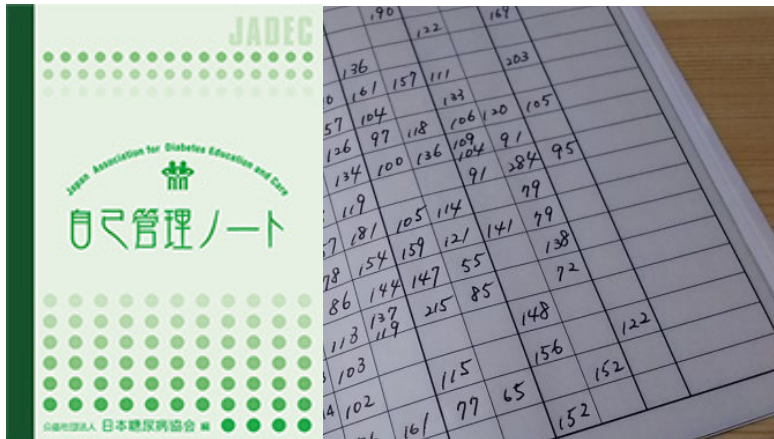 JADEC
Japan Association for Diabetes Education and Care
自己管理ノート
公益社団法人 日本糖尿病協会 編
190 122 169
136
161 157 111 203
104 133
126 97 118 106 120 105
134 100 136 109 91
104
119 91 284 95
181 105 114 79
154 159 121 141 79
86 144 147 55 138
113 137 215 85 72
119
103 148
102 115 156 122
161 77 65 152
152